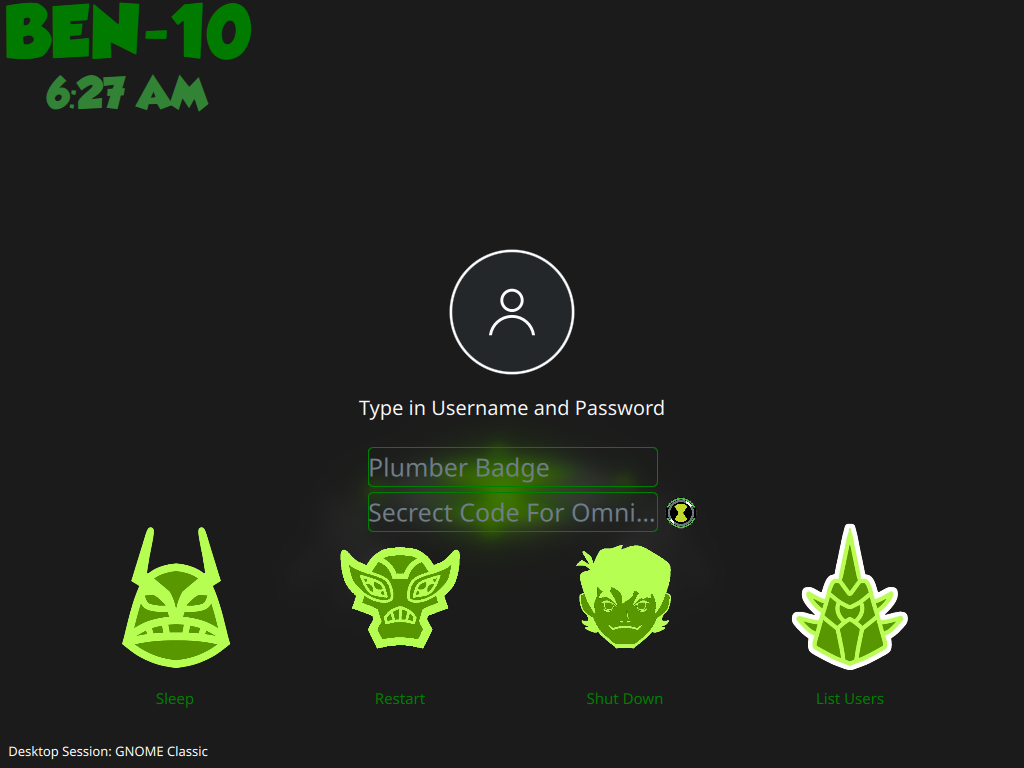 BEN-10
6:27 AM
Type in Username and Password
Plumber Badge
Secrect Code For Omni...
Sleep
Restart
Shut Down
List Users
Desktop Session: GNOME Classic